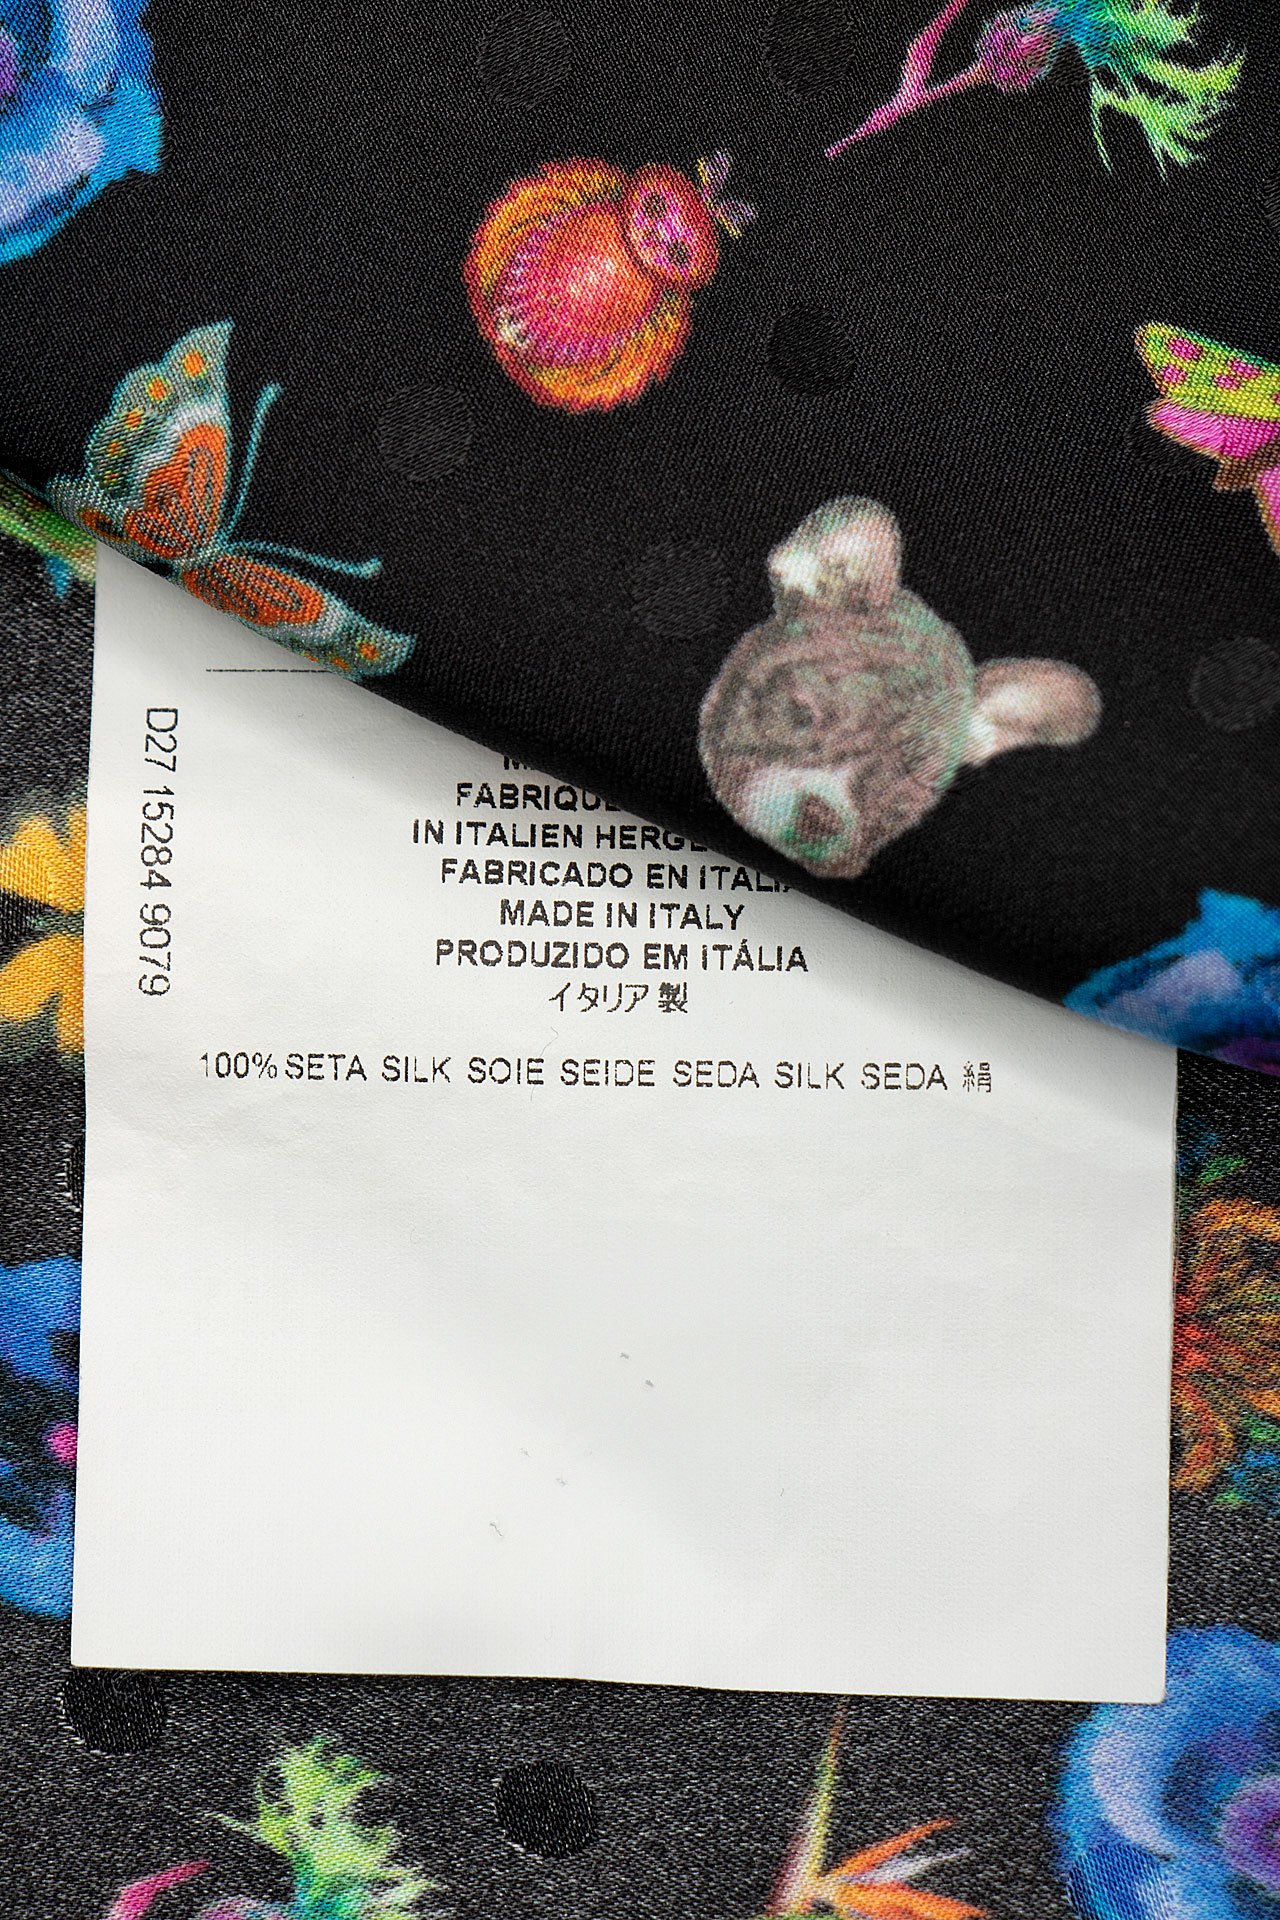 D27 15284 9079
FABRIQUE
IN ITALIEN HERGE
FABRICADO EN ITALIA
MADE IN ITALY
PRODUZIDO EM ITÁLIA
イタリア製
100% SETA SILK SOIE SEIDE SEDA SILK SEDA 絹